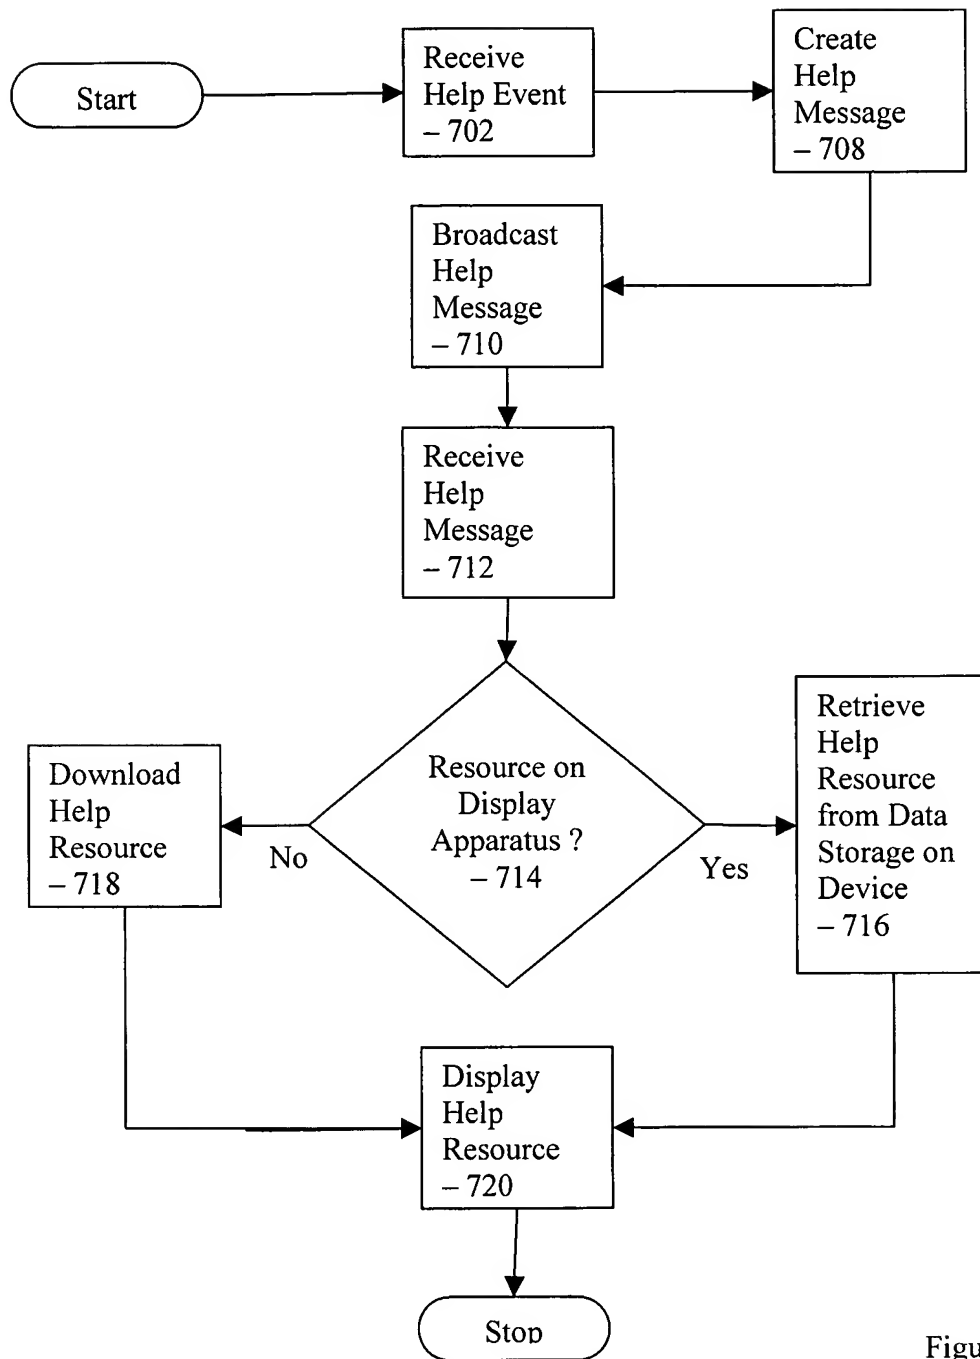 Start
Receive
Help Event
– 702
Create
Help
Message
– 708
Broadcast
Help
Message
– 710
Receive
Help
Message
– 712
Resource on
Display
Apparatus ?
– 714
No
Yes
Download
Help
Resource
– 718
Retrieve
Help
Resource
from Data
Storage on
Device
– 716
Display
Help
Resource
– 720
Stop